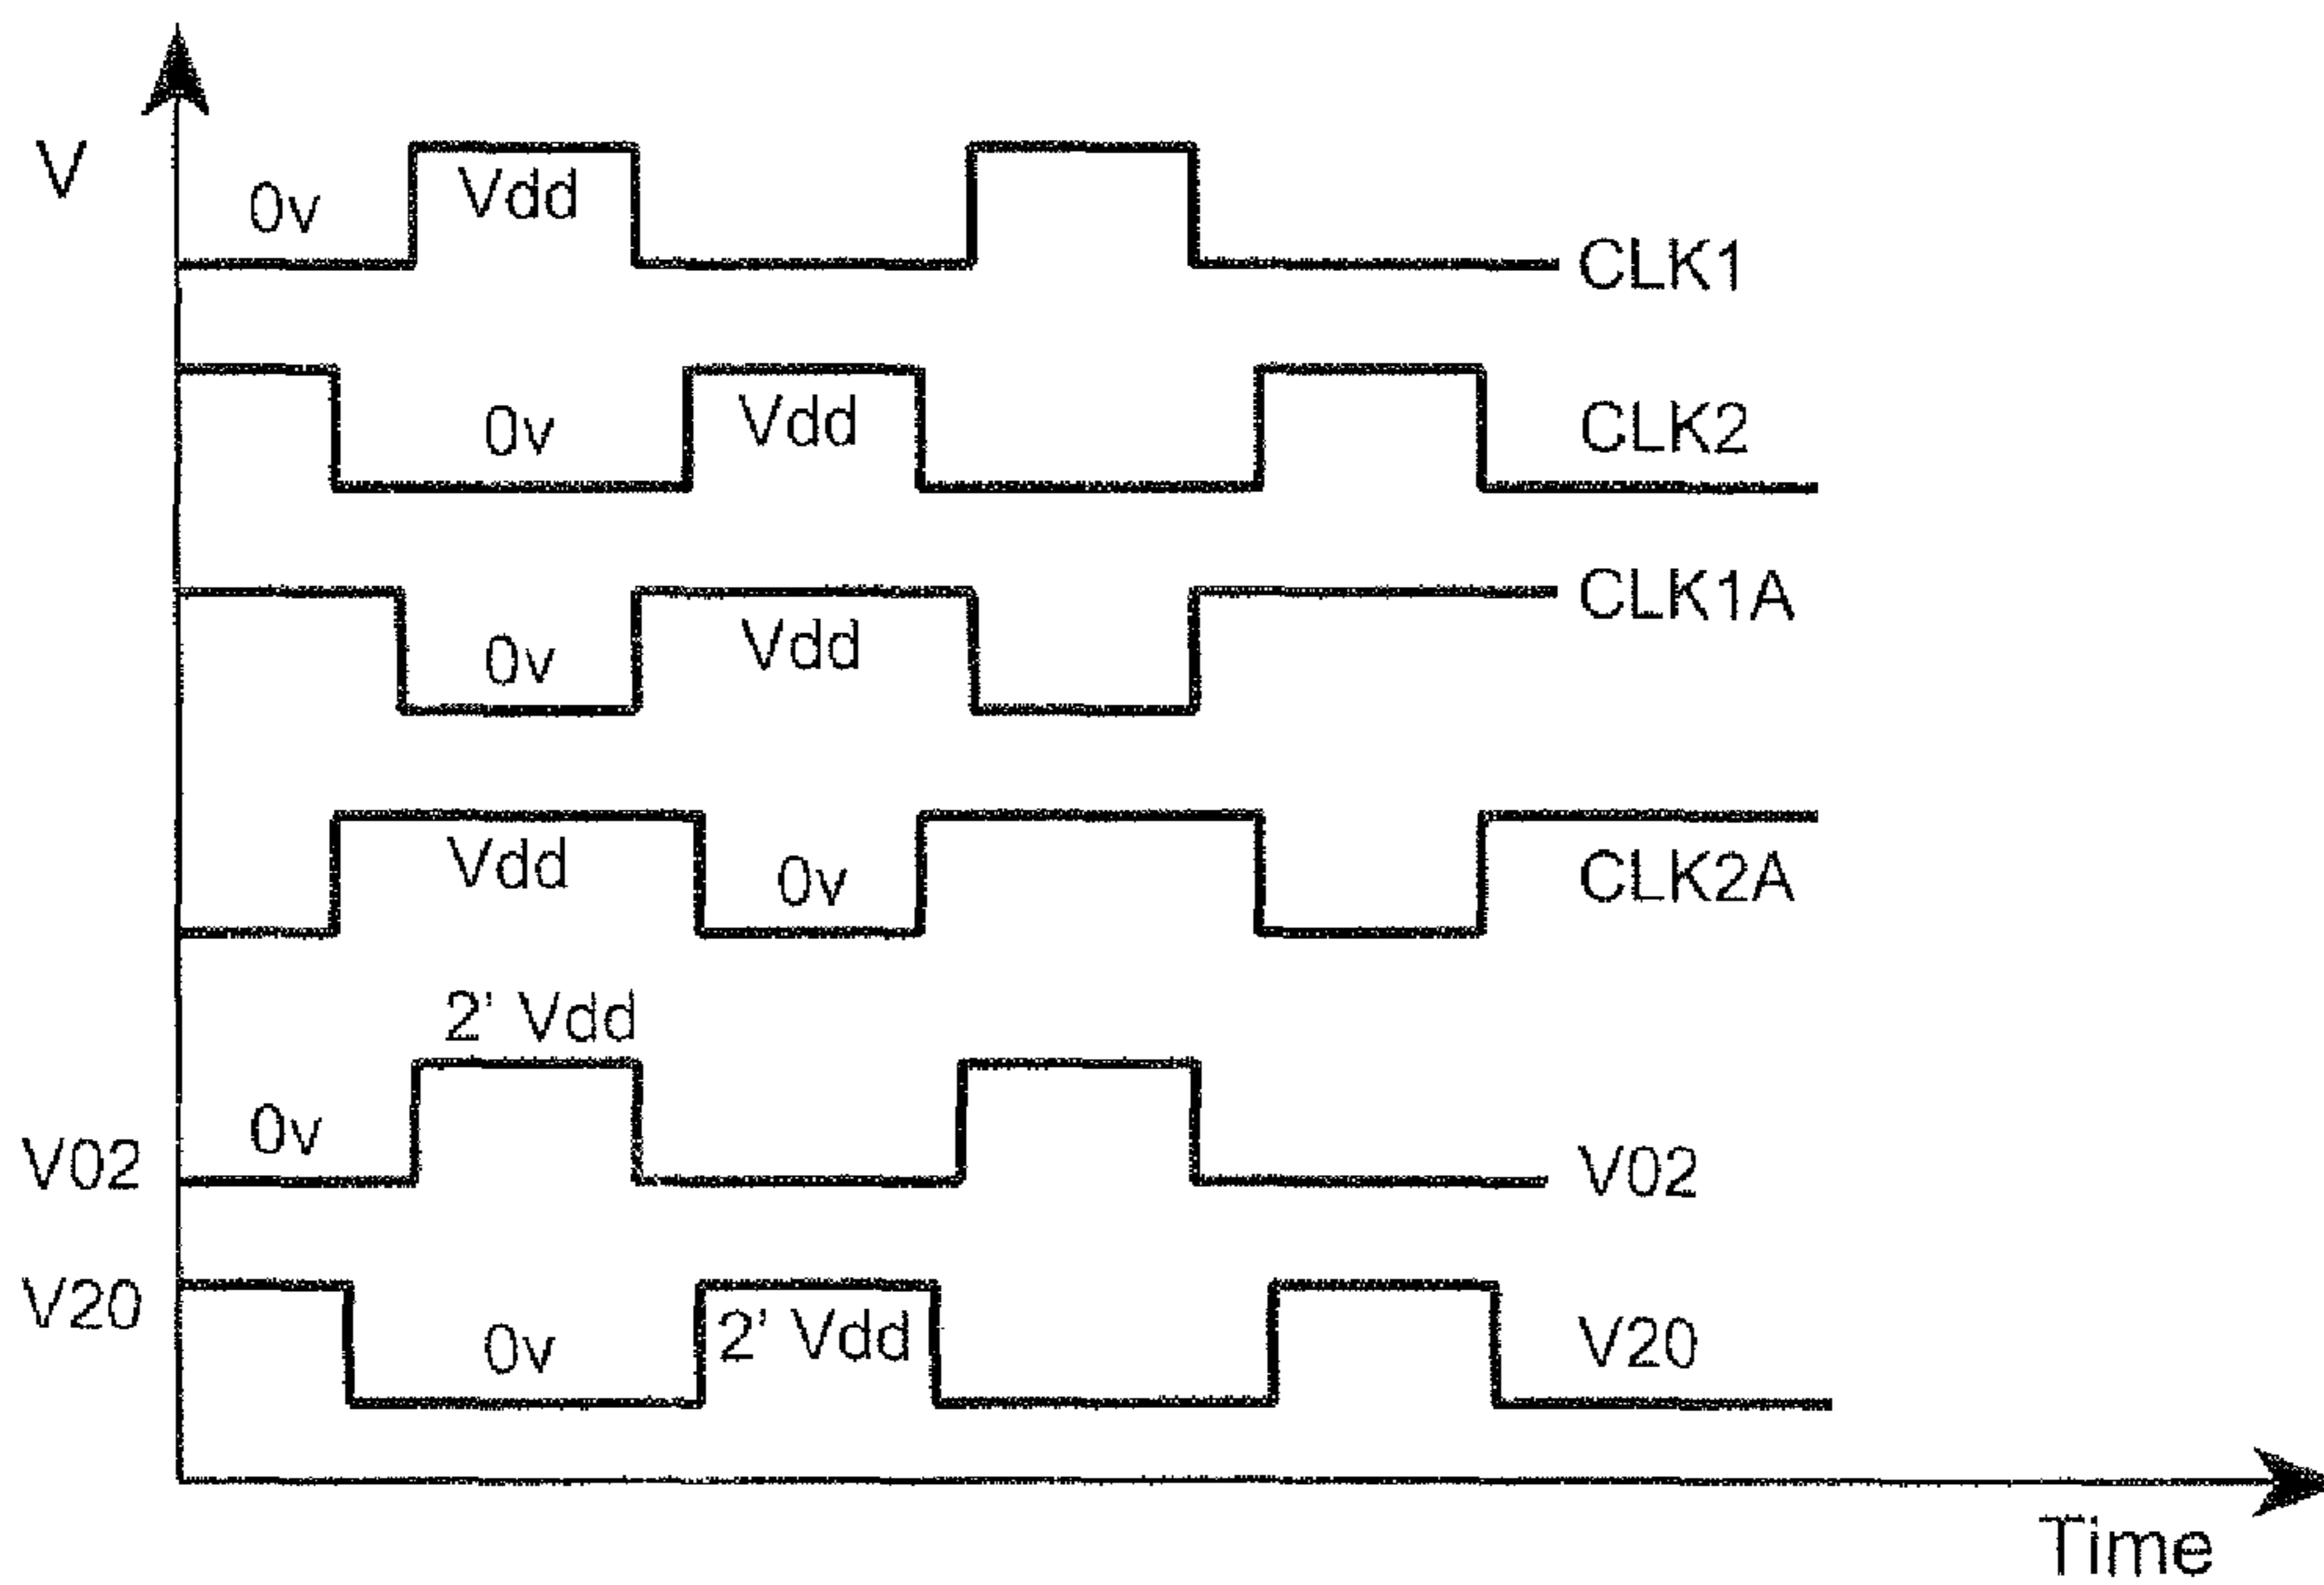 V
0v
Vdd
CLK1
0v
Vdd
CLK2
0v
Vdd
CLK1A
Vdd
0v
CLK2A
2' Vdd
0v
V02
V02
V20
0v
2' Vdd
V20
Time